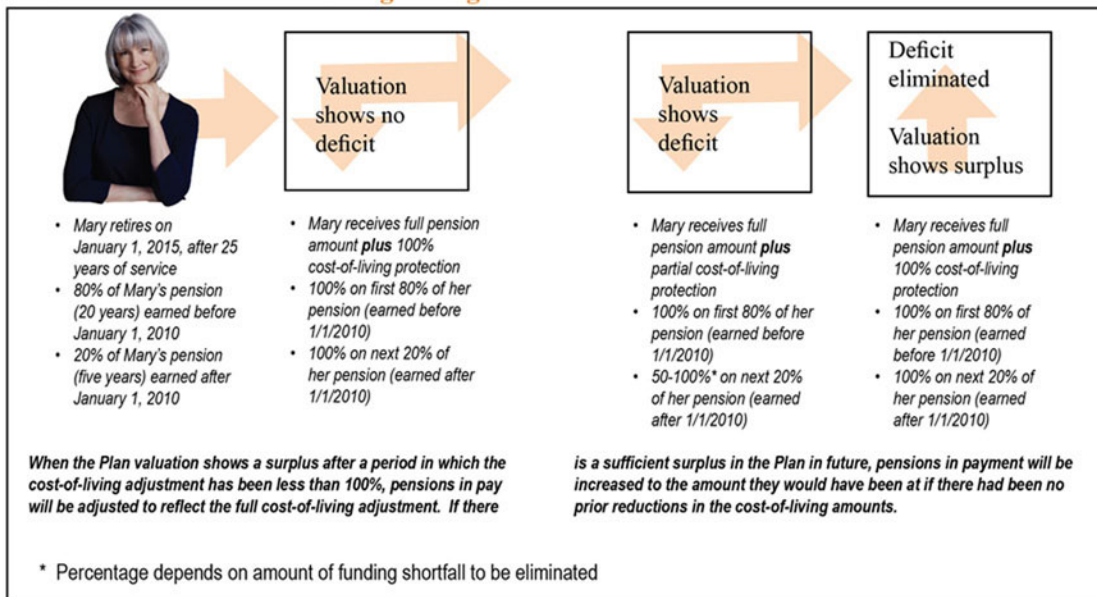 Valuation
shows no
deficit
Valuation
shows
deficit
Deficit
eliminated
Valuation
shows surplus
• Mary retires on
January 1, 2015, after 25
years of service
• 80% of Mary's pension
(20 years) earned before
January 1, 2010
• 20% of Mary's pension
(five years) earned after
January 1, 2010
• Mary receives full pension
amount plus 100%
cost-of-living protection
• 100% on first 80% of her
pension (earned before
1/1/2010)
• 100% on next 20% of
her pension (earned after
1/1/2010)
• Mary receives full
pension amount plus
partial cost-of-living
protection
• 100% on first 80% of her
pension (earned before
1/1/2010)
• 50-100%* on next 20%
of her pension (earned
after 1/1/2010)
• Mary receives full
pension amount plus
100% cost-of-living
protection
• 100% on first 80% of
her pension (earned
before 1/1/2010)
• 100% on next 20% of
her pension (earned
after 1/1/2010)
When the Plan valuation shows a surplus after a period in which the
cost-of-living adjustment has been less than 100%, pensions in pay
will be adjusted to reflect the full cost-of-living adjustment. If there
is a sufficient surplus in the Plan in future, pensions in payment will be
increased to the amount they would have been at if there had been no
prior reductions in the cost-of-living amounts.
* Percentage depends on amount of funding shortfall to be eliminated